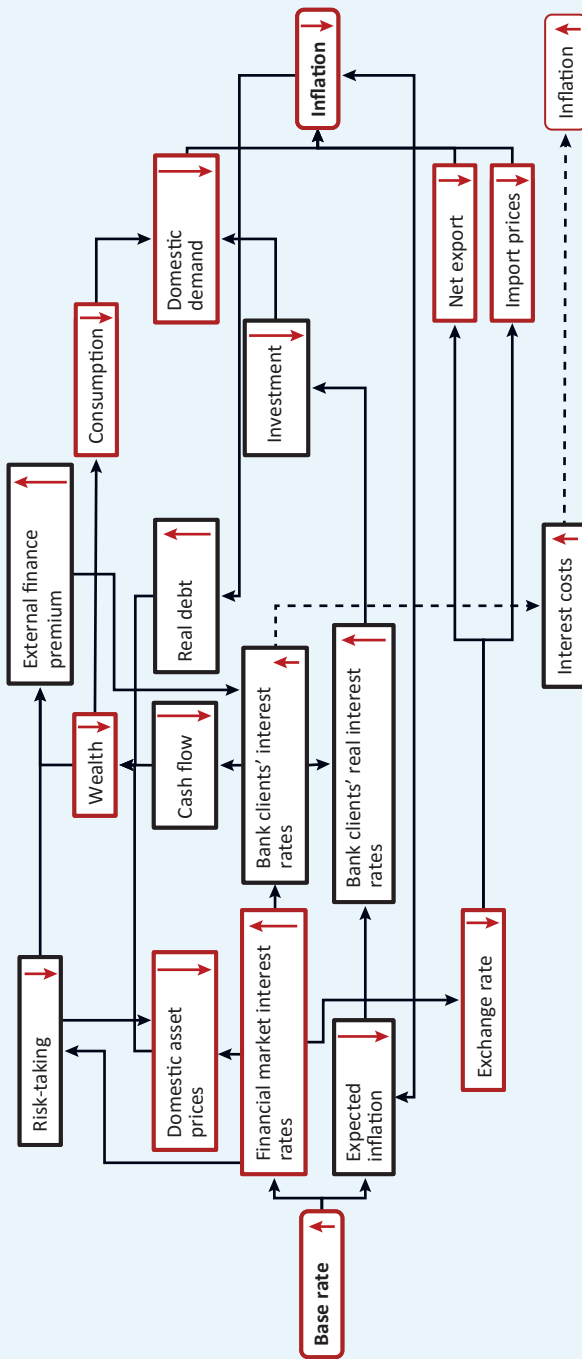 Risk-taking
External finance
premium
Wealth
Consumption
Domestic asset
prices
Cash flow
Real debt
Domestic
demand
Financial market interest
rates
Bank clients' interest
rates
Investment
Base rate
Inflation
Expected
inflation
Bank clients' real interest
rates
Net export
Exchange rate
Import prices
Interest costs
Inflation